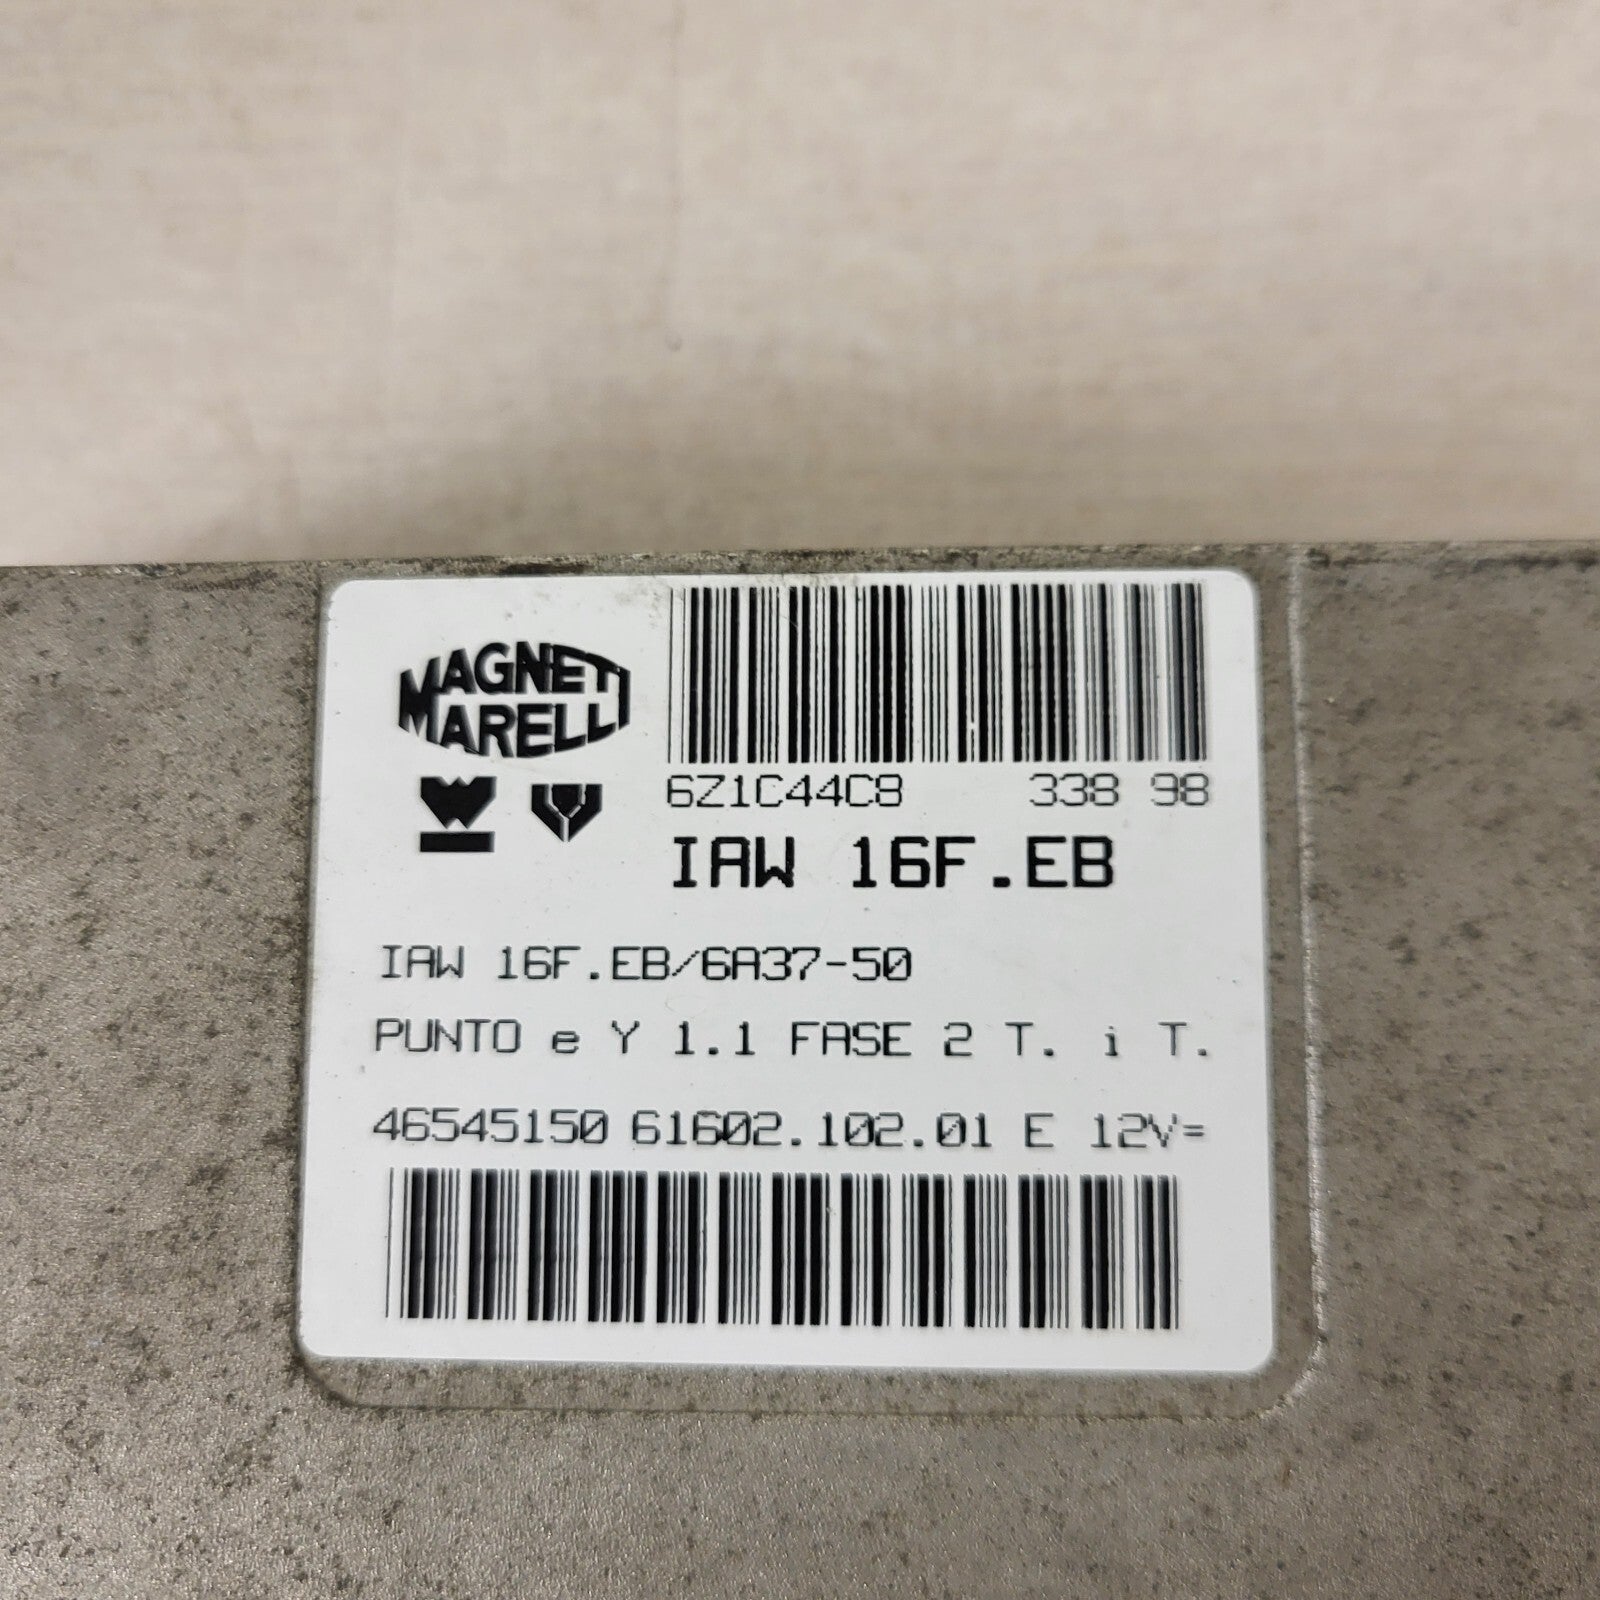 MAGNETI
MARELLI
6Z1C44C8 338 98
IAW 16F.EB
IAW 16F.EB/6A37-50
PUNTO e Y 1.1 FASE 2 T. i T.
46545150 61602.102.01 E 12V=